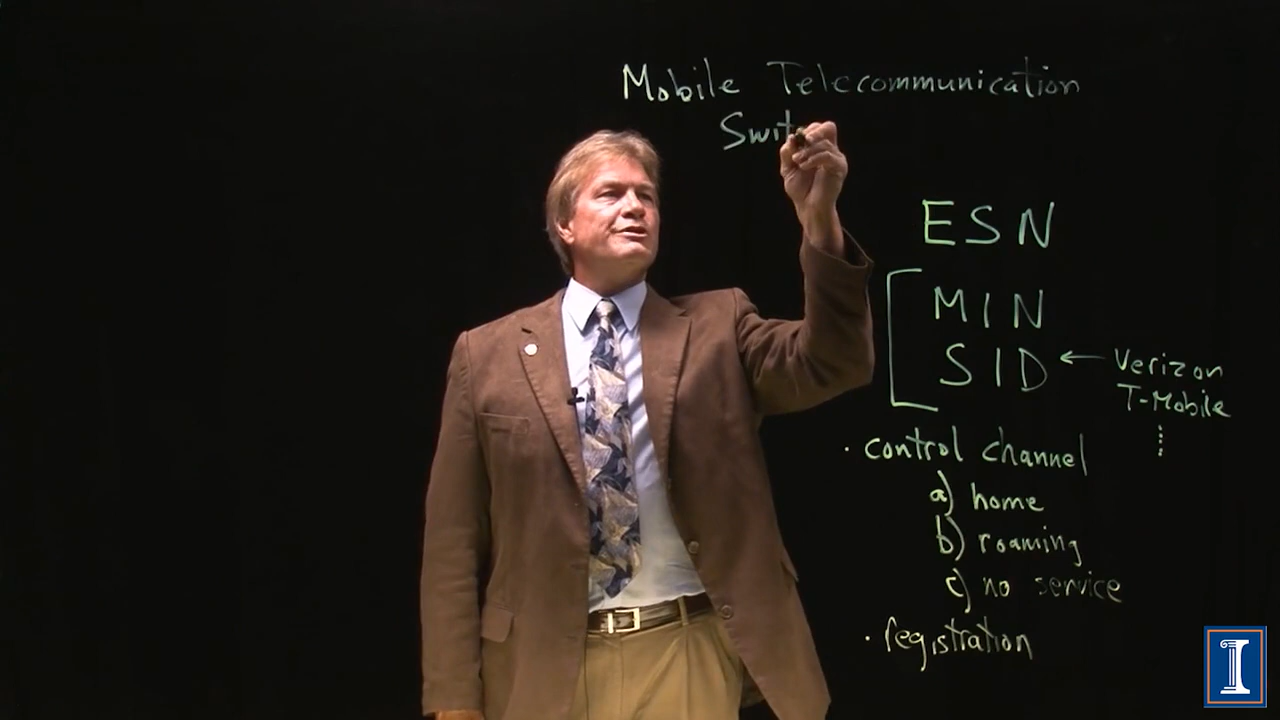 Mobile Telecommunication
Swit
ESN
MIN
SID ← Verizon
T-Mobile
· control channel
a) home
b) roaming
c) no service
· registration
I